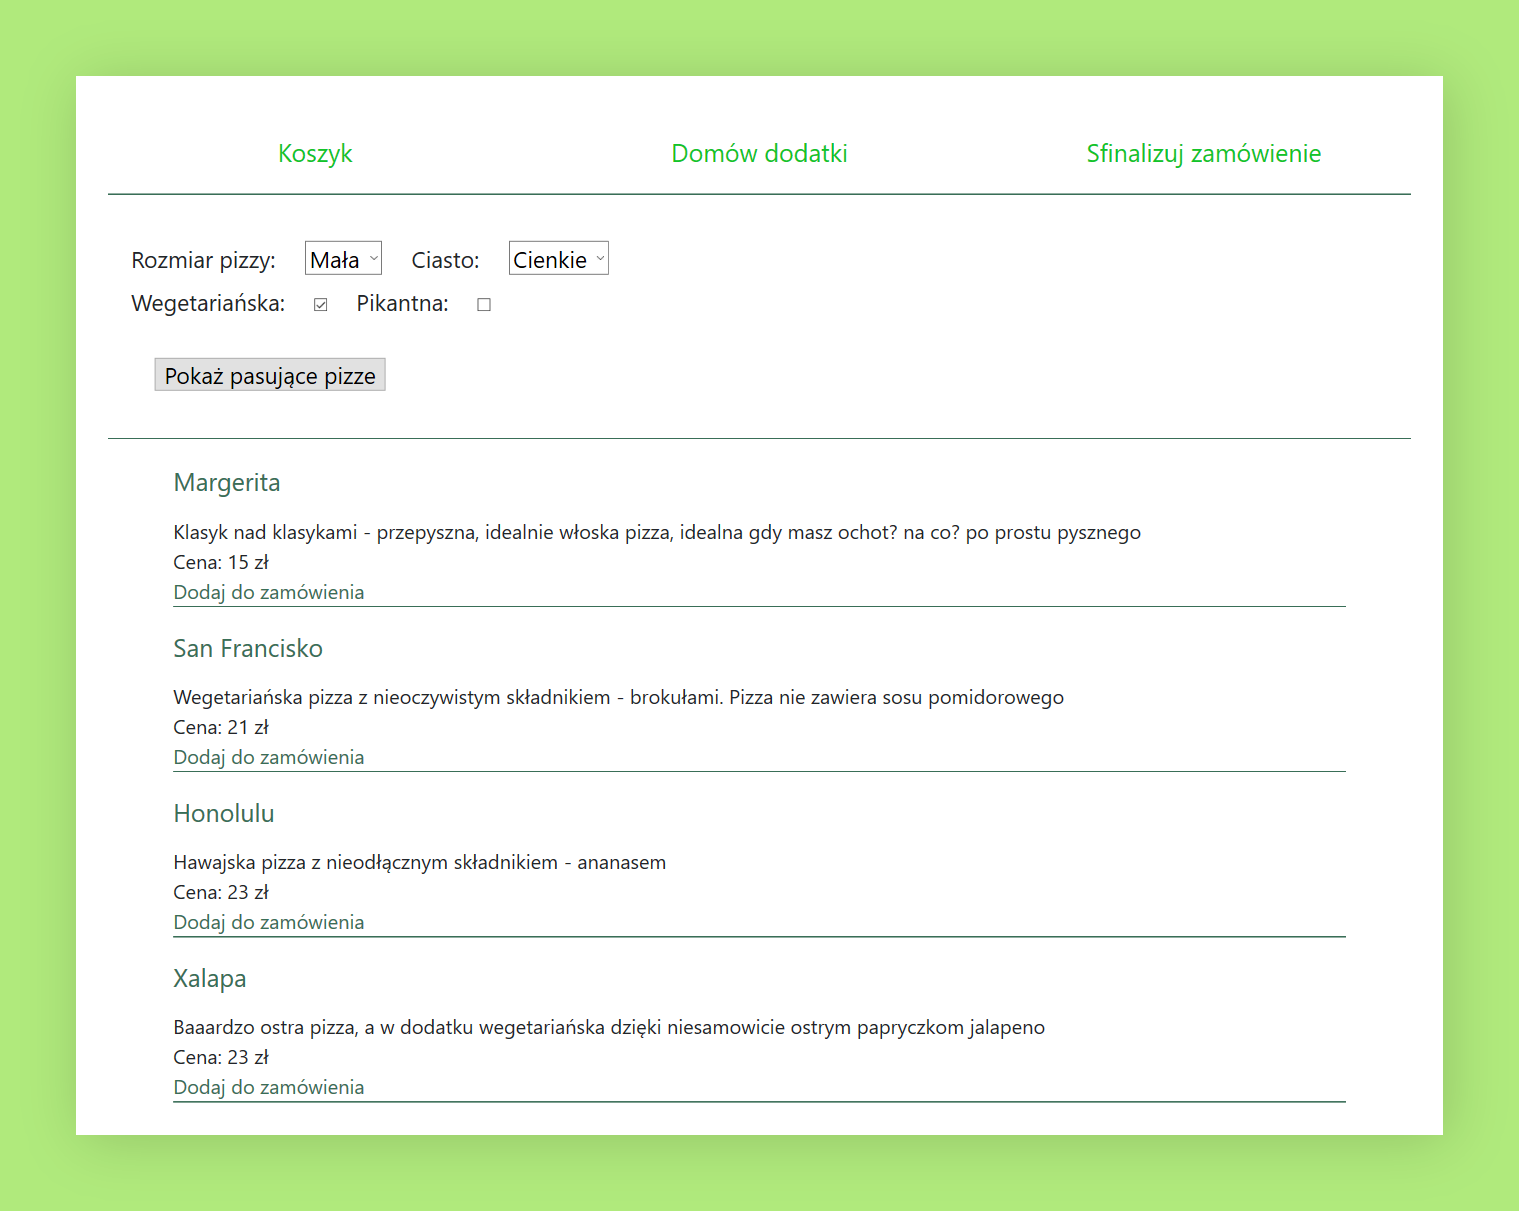 Koszyk Domów dodatki Sfinalizuj zamówienie
Rozmiar pizzy: Mała Ciasto: Cienkie
Wegetariańska: Pikantna:
Pokaż pasujące pizze
Margerita
Klasyk nad klasykami - przepyszna, idealnie włoska pizza, idealna gdy masz ochot? na co? po prostu pysznego
Cena: 15 zł
Dodaj do zamówienia
San Francisko
Wegetariańska pizza z nieoczywistym składnikiem - brokułami. Pizza nie zawiera sosu pomidorowego
Cena: 21 zł
Dodaj do zamówienia
Honolulu
Hawajska pizza z nieodłącznym składnikiem - ananasem
Cena: 23 zł
Dodaj do zamówienia
Xalapa
Baaardzo ostra pizza, a w dodatku wegetariańska dzięki niesamowicie ostrym papryczkom jalapeno
Cena: 23 zł
Dodaj do zamówienia